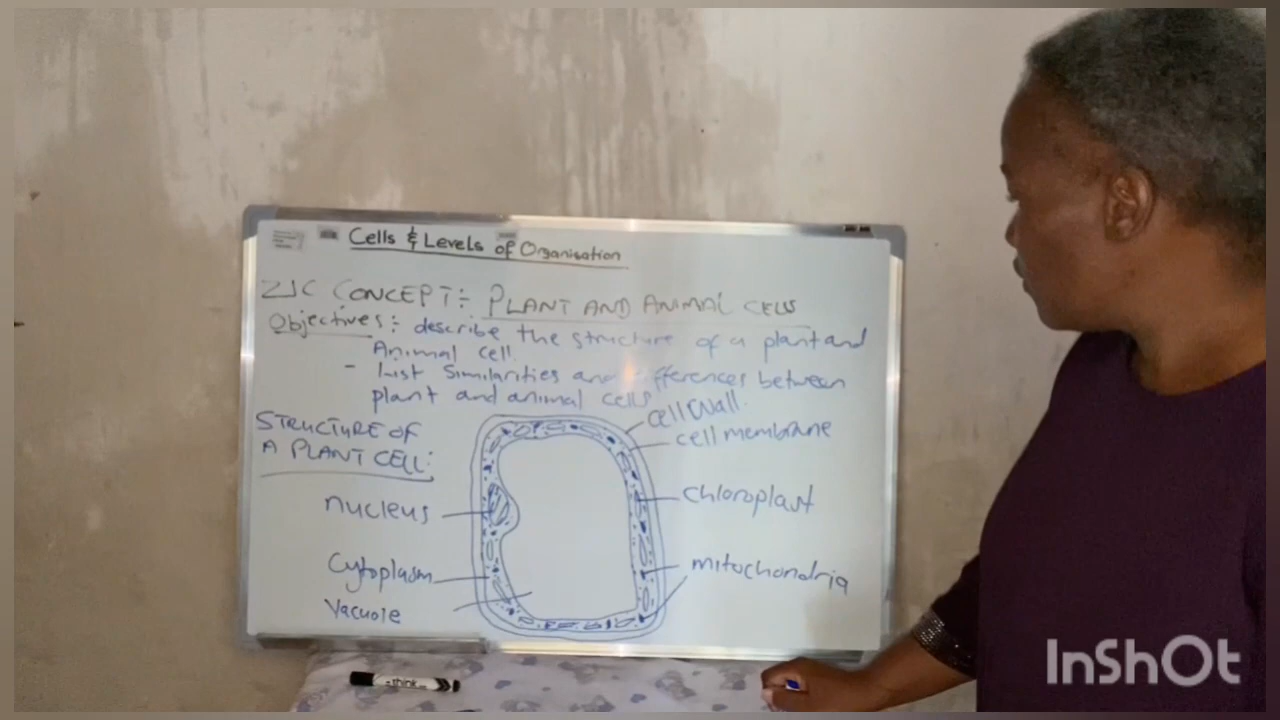 Cells & Levels of Organisation
CONCEPT:- PLANT AND ANIMAL CELLS
Objectives:- describe the structure of a plant and
Animal cell.
- List Similarities and differences between
plant and animal cells
STRUCTURE OF
A PLANT CELL:
cell wall
cell membrane
nucleus
chloroplast
Cytoplasm
mitochondria
Vacuole
think
InShOt